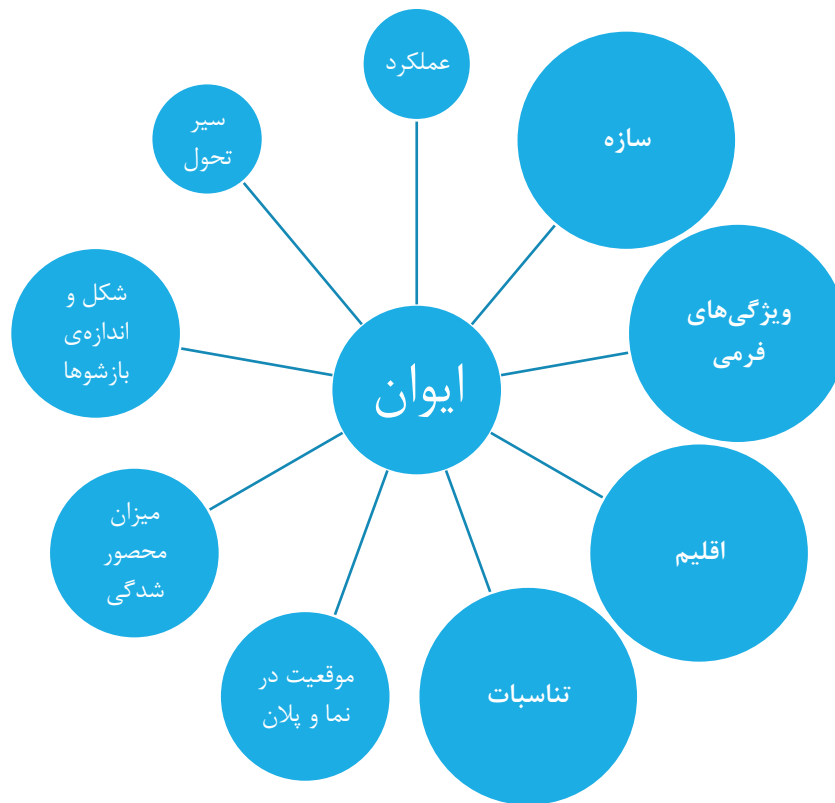 عملکرد
سازه
ویژگی‌های
فرمی
اقلیم
تناسبات
موقعیت در
نما و پلان
میزان
محصور
شدگی
شکل و
اندازه‌ی
بازشوها
سیر
تحول
ایوان